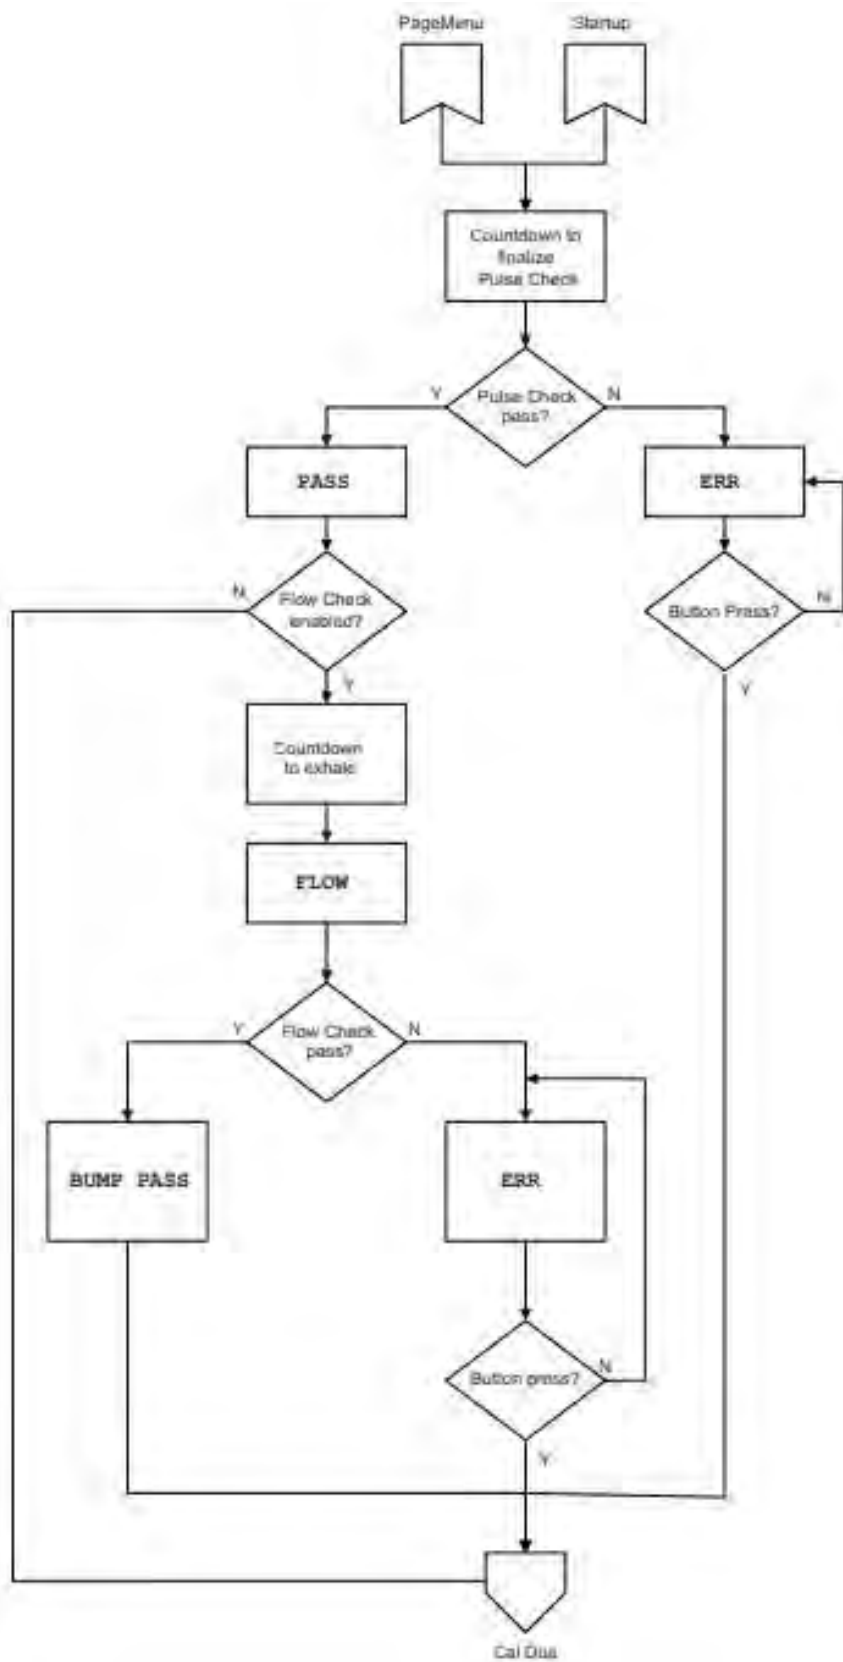 PageMenu
Startup
Countdown to
finalize
Pulse Check
Y
Pulse Check
pass?
N
PASS
ERR
N
Flow Check
enabled?
Button Press?
N
Y
Y
Countdown
to exhale
FLOW
Y
Flow Check
pass?
N
BUMP PASS
ERR
Button press?
N
Y
Cal Due